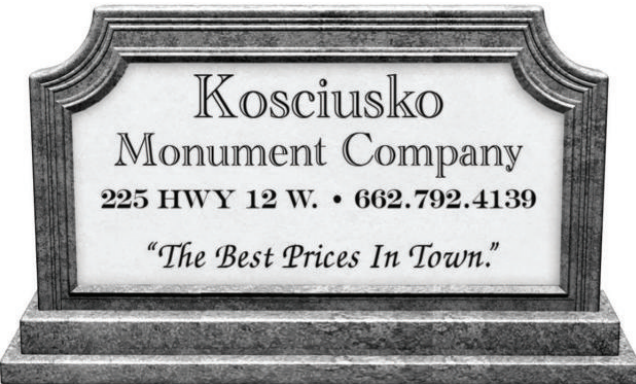 Kosciusko
Monument Company
225 HWY 12 W. • 662.792.4139
“The Best Prices In Town.”